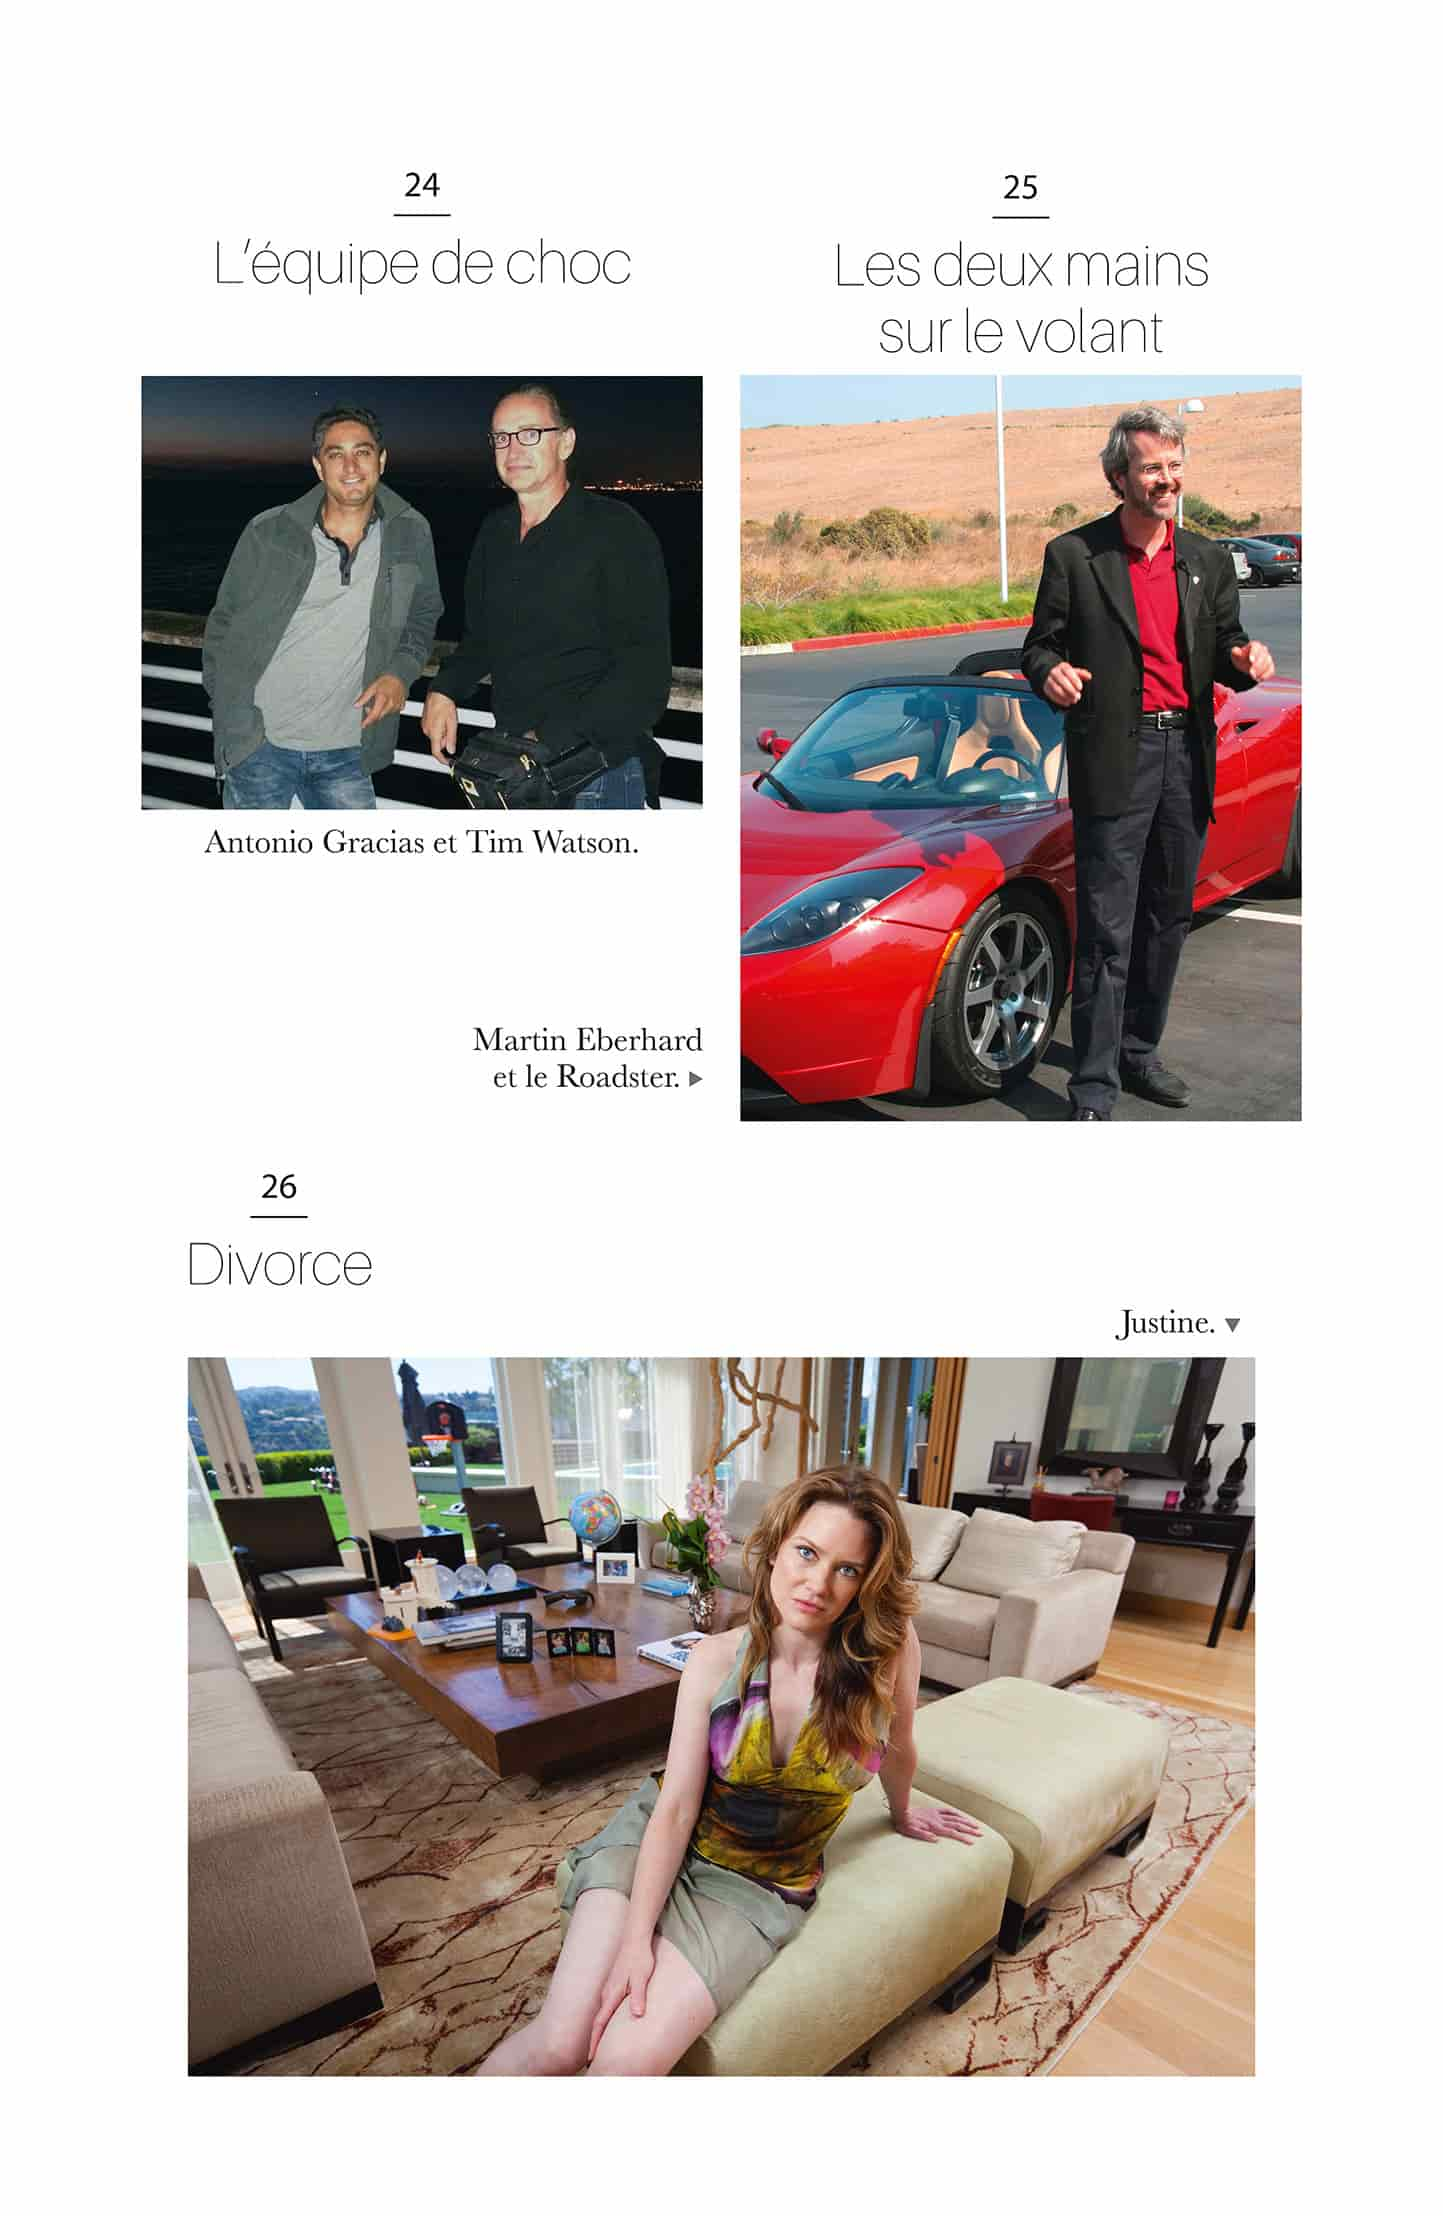 24
L’équipe de choc
Antonio Gracias et Tim Watson.
25
Les deux mains
sur le volant
Martin Eberhard
et le Roadster.
26
Divorce
Justine.